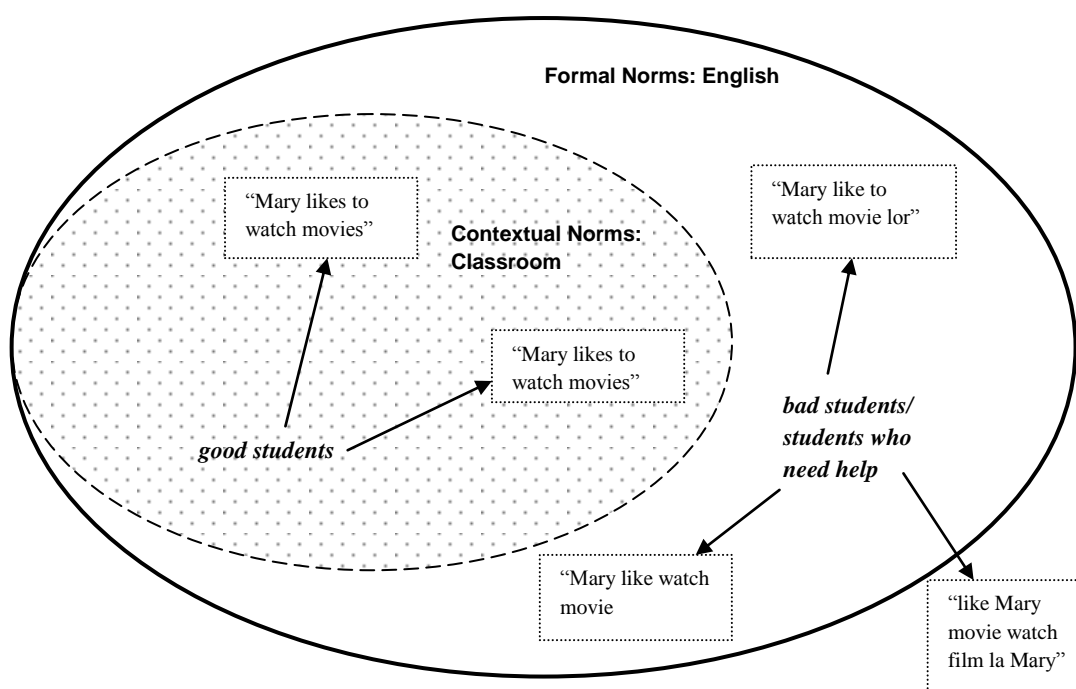 Formal Norms: English
“Mary likes to
watch movies”
“Mary like to
watch movie lor”
Contextual Norms:
Classroom
“Mary likes to
watch movies”
good students
bad students/
students who
need help
“Mary like watch
movie
“like Mary
movie watch
film la Mary”